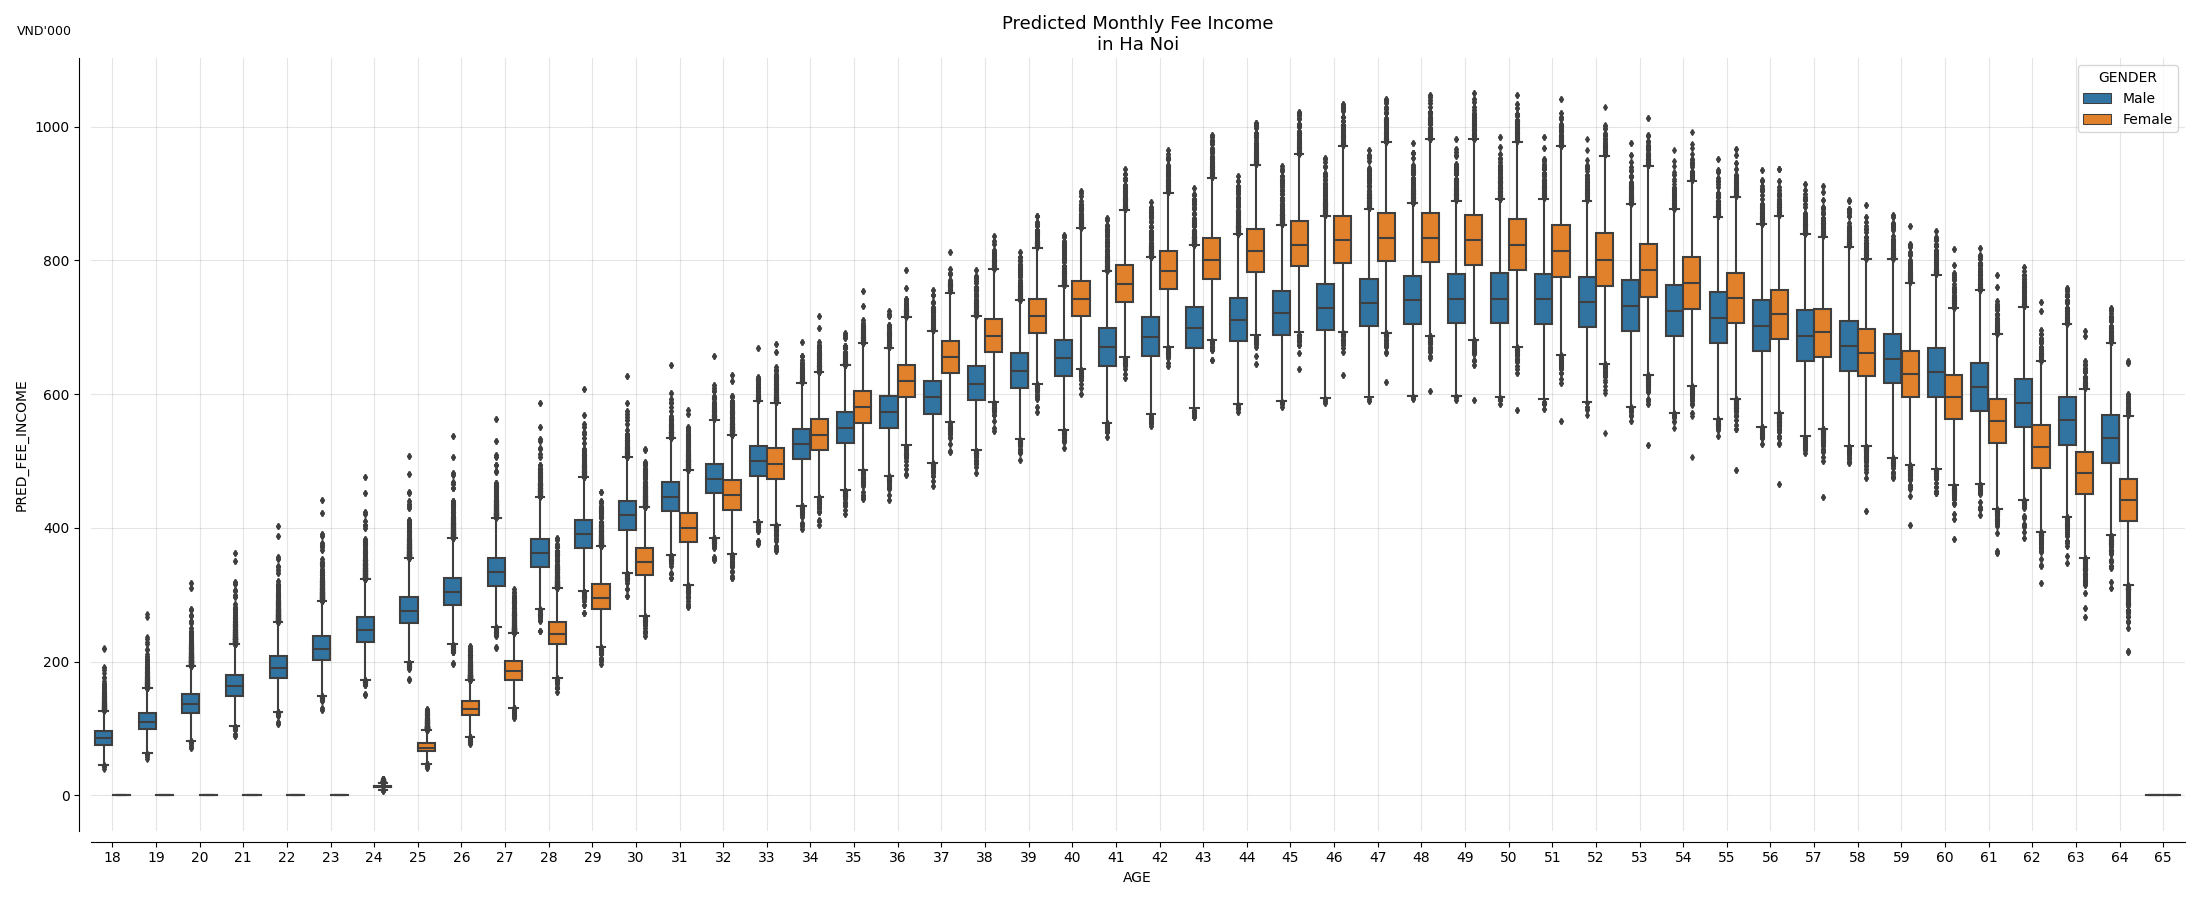 VND'000
Predicted Monthly Fee Income
in Ha Noi
GENDER
Male
Female
PRED_FEE_INCOME
1000
800
600
400
200
0
18 19 20 21 22 23 24 25 26 27 28 29 30 31 32 33 34 35 36 37 38 39 40 41 42 43 44 45 46 47 48 49 50 51 52 53 54 55 56 57 58 59 60 61 62 63 64 65
AGE